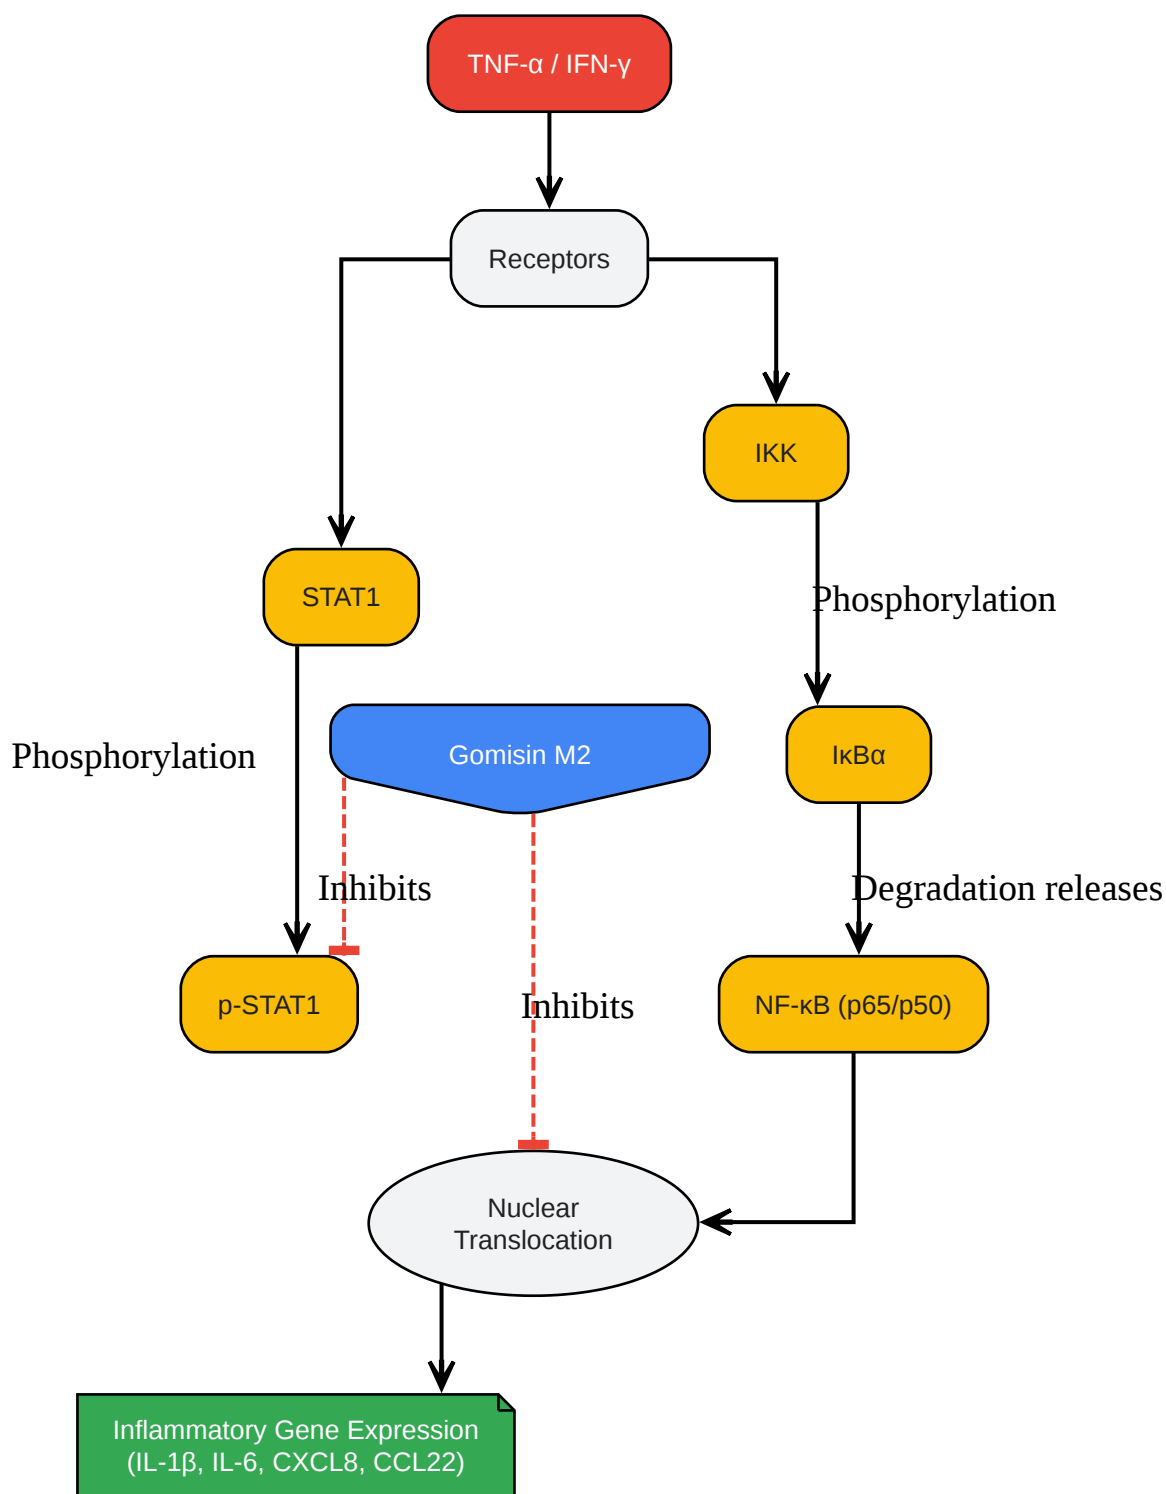 TNF-α / IFN-γ
Receptors
IKK
STAT1
Phosphorylation
Phosphorylation
Gomisin M2
IκBα
Inhibits
Degradation releases
p-STAT1
Inhibits
NF-κB (p65/p50)
Nuclear
Translocation
Inflammatory Gene Expression
(IL-1β, IL-6, CXCL8, CCL22)